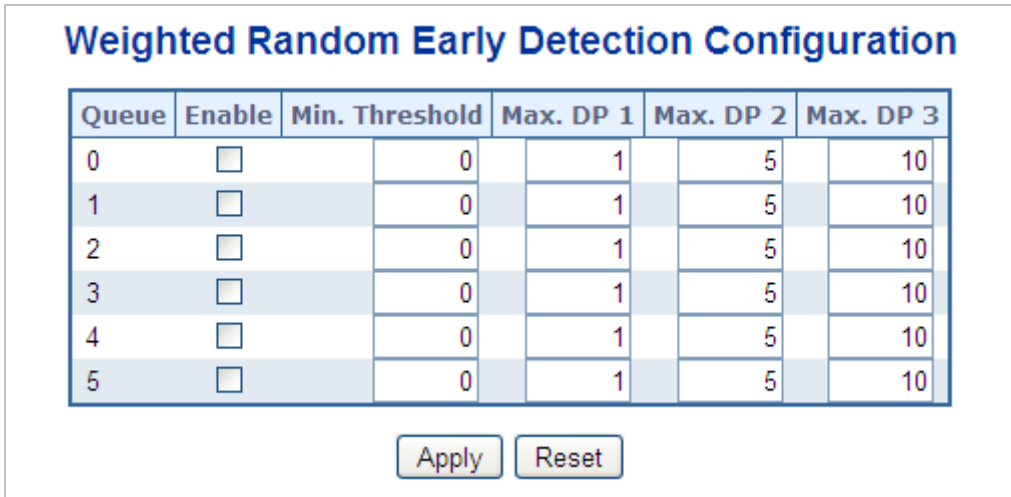 Weighted Random Early Detection Configuration
Queue Enable Min. Threshold Max. DP 1 Max. DP 2 Max. DP 3
0 0 1 5 10
1 0 1 5 10
2 0 1 5 10
3 0 1 5 10
4 0 1 5 10
5 0 1 5 10
Apply Reset